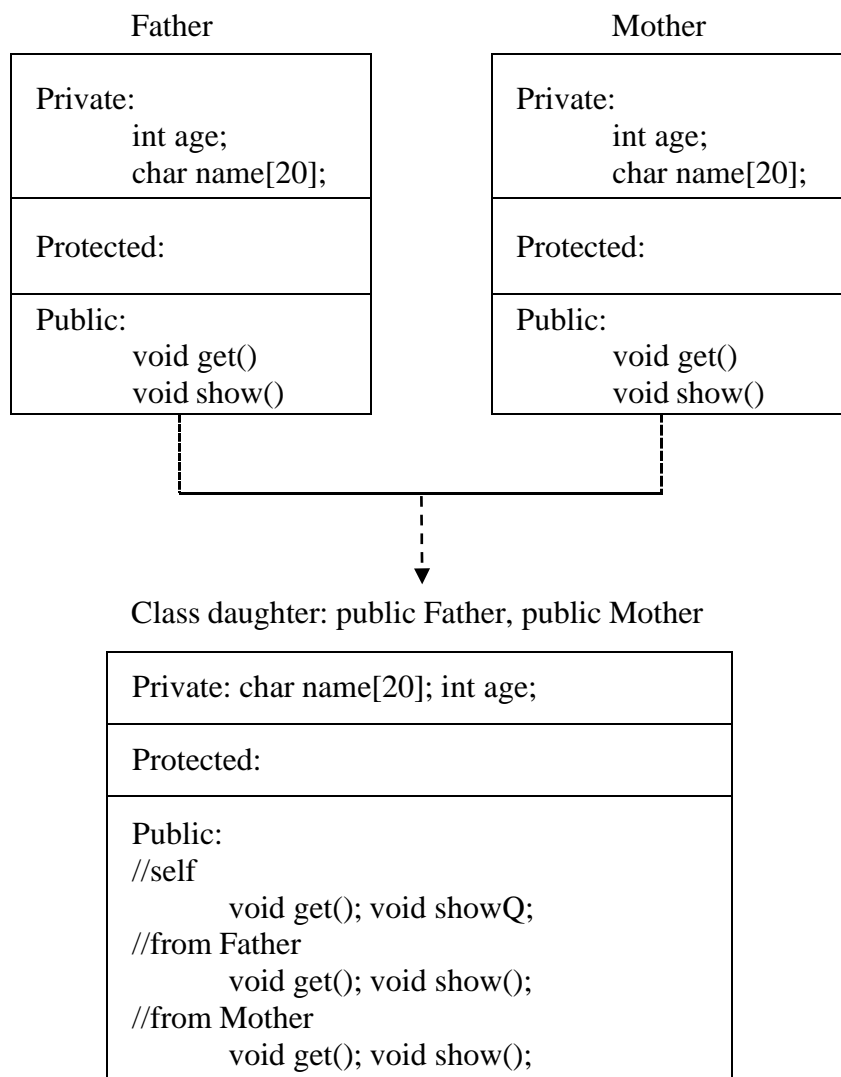 Father
Private:
int age;
char name[20];
Protected:
Public:
void get()
void show()
Mother
Private:
int age;
char name[20];
Protected:
Public:
void get()
void show()
Class daughter: public Father, public Mother
Private: char name[20]; int age;
Protected:
Public:
//self
void get(); void showQ;
//from Father
void get(); void show();
//from Mother
void get(); void show();